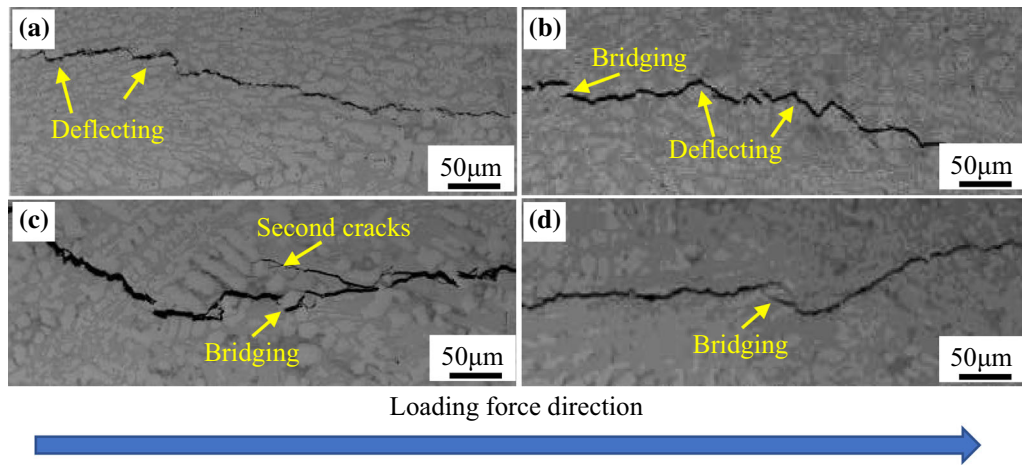 (a)
Deflecting
50μm
(b)
Bridging
Deflecting
50μm
(c)
Second cracks
Bridging
50μm
(d)
Bridging
50μm
Loading force direction